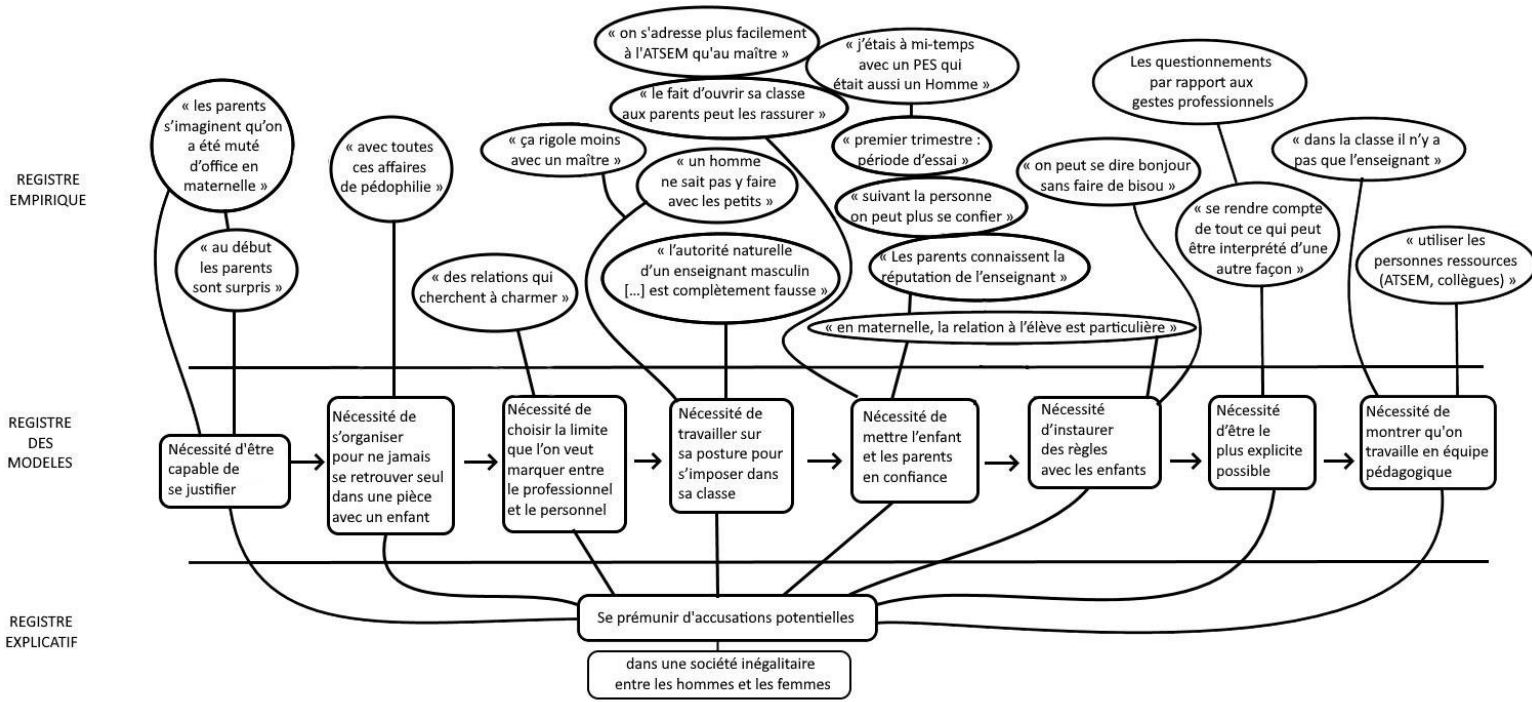 REGISTRE
EMPIRIQUE
« les parents
s'imaginent qu'on
a été muté
d'office en
maternelle »
« au début
les parents
sont surpris »
« avec toutes
ces affaires
de pédophilie »
« des relations qui
cherchent à charmer »
« ça rigole moins
avec un maître »
« on s'adresse plus facilement
à l'ATSEM qu'au maître »
« le fait d'ouvrir sa classe
aux parents peut les rassurer »
« un homme
ne sait pas y faire
avec les petits »
« l'autorité naturelle
d'un enseignant masculin
[…] est complètement fausse »
« j'étais à mi-temps
avec un PES qui
était aussi un Homme »
« premier trimestre :
période d'essai »
« suivant la personne
on peut plus se confier »
« Les parents connaissent la
réputation de l'enseignant »
« en maternelle, la relation à l'élève est particulière »
« on peut se dire bonjour
sans faire de bisou »
Les questionnements
par rapport aux
gestes professionnels
« se rendre compte
de tout ce qui peut
être interprété d'une
autre façon »
« dans la classe il n'y a
pas que l'enseignant »
« utiliser les
personnes ressources
(ATSEM, collègues) »
REGISTRE
DES
MODELES
Nécessité d'être
capable de
se justifier
Nécessité de
s'organiser
pour ne jamais
se retrouver seul
dans une pièce
avec un enfant
Nécessité de
choisir la limite
que l'on veut
marquer entre
le professionnel
et le personnel
Nécessité de
travailler sur
sa posture pour
s'imposer dans
sa classe
Nécessité de
mettre l'enfant
et les parents
en confiance
Nécessité
d'instaurer
des règles
avec les enfants
Nécessité
d'être le
plus explicite
possible
Nécessité de
montrer qu'on
travaille en équipe
pédagogique
REGISTRE
EXPLICATIF
Se prémunir d'accusations potentielles
dans une société inégalitaire
entre les hommes et les femmes